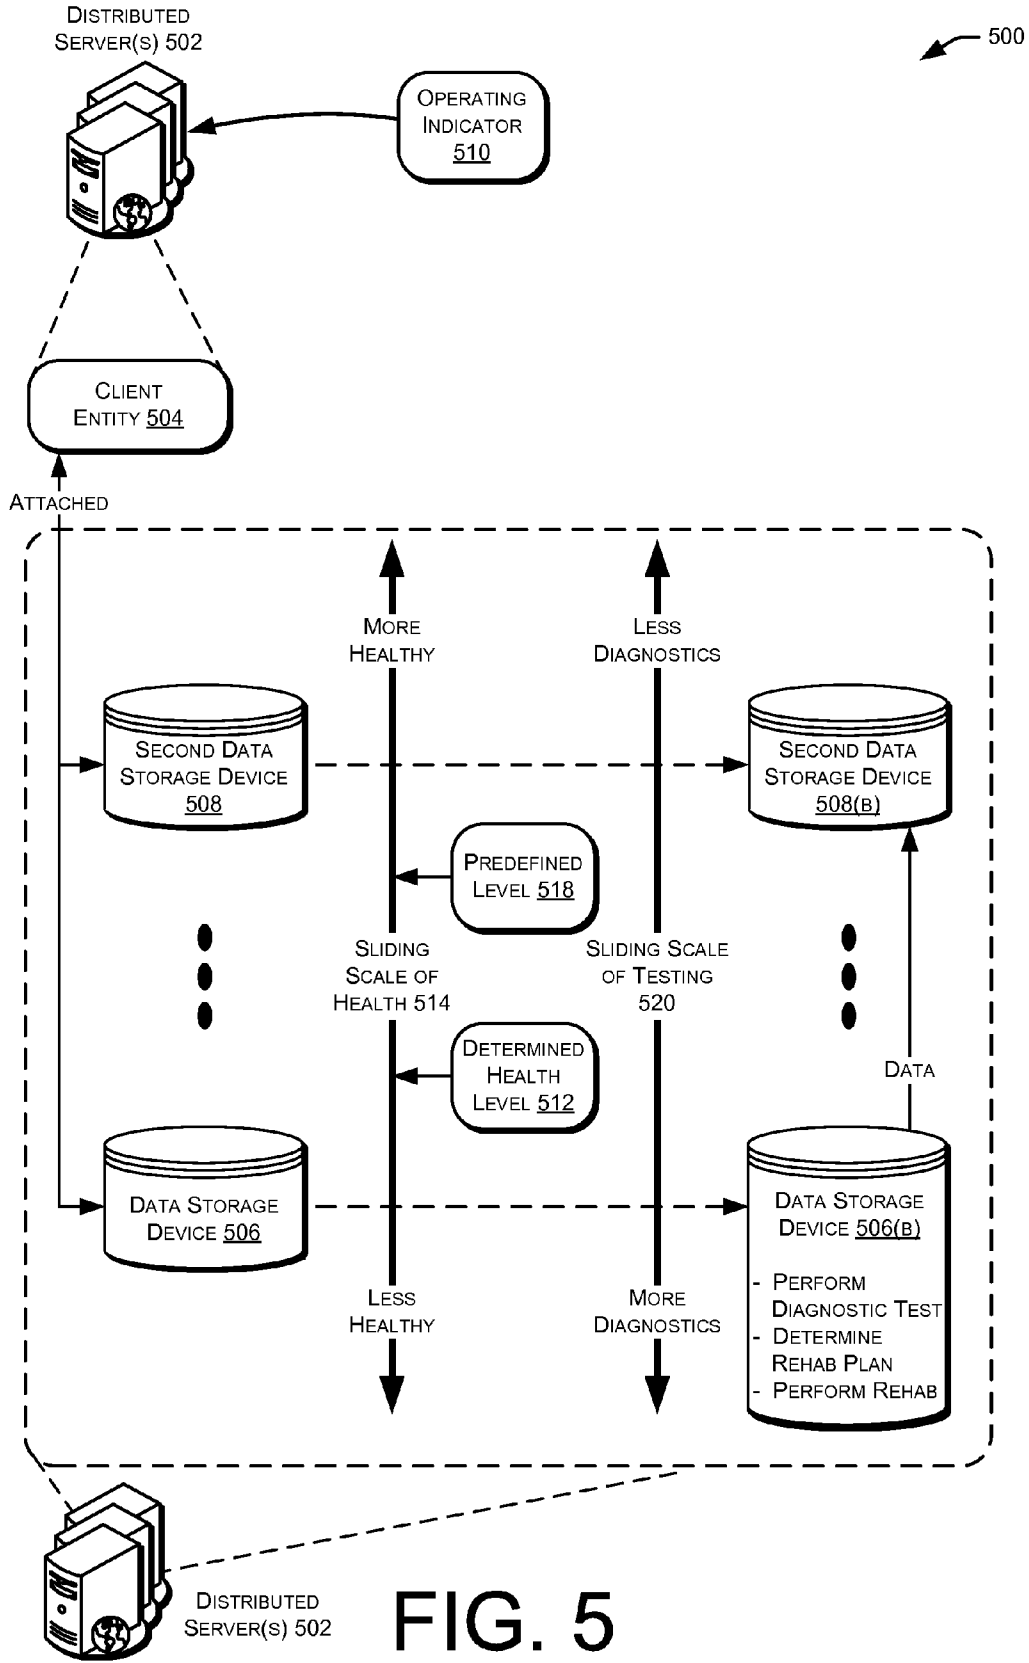 DISTRIBUTED
SERVER(S) 502
500
OPERATING
INDICATOR
510
CLIENT
ENTITY 504
ATTACHED
MORE
HEALTHY
LESS
DIAGNOSTICS
SECOND DATA
STORAGE DEVICE
508
SECOND DATA
STORAGE DEVICE
508(B)
PREDEFINED
LEVEL 518
SLIDING
SCALE OF
HEALTH 514
SLIDING SCALE
OF TESTING
520
DETERMINED
HEALTH
LEVEL 512
DATA
DATA STORAGE
DEVICE 506
DATA STORAGE
DEVICE 506(B)
- PERFORM
DIAGNOSTIC TEST
- DETERMINE
REHAB PLAN
- PERFORM REHAB
LESS
HEALTHY
MORE
DIAGNOSTICS
DISTRIBUTED
SERVER(S) 502
FIG. 5